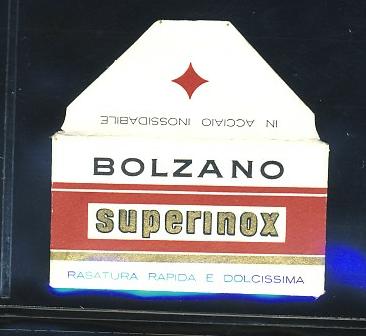 IN ACCIAIO INOSSIDABILE
BOLZANO
superinox
RASATURA RAPIDA E DOLCISSIMA